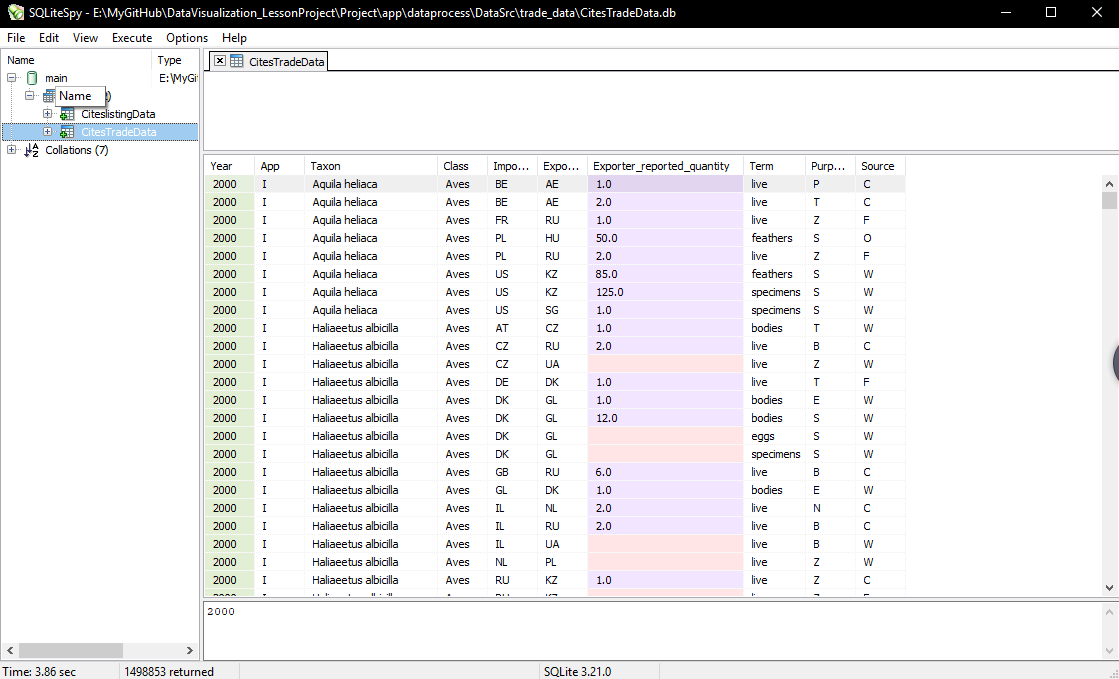 SQLiteSpy - E:\MyGitHub\DataVisualization_LessonProject\Project\app\dataprocess\DataSrc\trade_data\CitesTradeData.db
File Edit View Execute Options Help
Name Type
main E:\MyGit
Name )
CiteslistingData
CitesTradeData
Collations (7)
CitesTradeData
Year App Taxon Class Impo... Expo... Exporter_reported_quantity Term Purp... Source
2000 I Aquila heliaca Aves BE AE 1.0 live P C
2000 I Aquila heliaca Aves BE AE 2.0 live T C
2000 I Aquila heliaca Aves FR RU 1.0 live Z F
2000 I Aquila heliaca Aves PL HU 50.0 feathers S O
2000 I Aquila heliaca Aves PL RU 2.0 live Z F
2000 I Aquila heliaca Aves US KZ 85.0 feathers S W
2000 I Aquila heliaca Aves US KZ 125.0 specimens S W
2000 I Aquila heliaca Aves US SG 1.0 specimens S W
2000 I Haliaeetus albicilla Aves AT CZ 1.0 bodies T W
2000 I Haliaeetus albicilla Aves CZ RU 2.0 live B C
2000 I Haliaeetus albicilla Aves CZ UA live Z W
2000 I Haliaeetus albicilla Aves DE DK 1.0 live T F
2000 I Haliaeetus albicilla Aves DK GL 1.0 bodies E W
2000 I Haliaeetus albicilla Aves DK GL 12.0 bodies S W
2000 I Haliaeetus albicilla Aves DK GL eggs S W
2000 I Haliaeetus albicilla Aves DK GL specimens S W
2000 I Haliaeetus albicilla Aves GB RU 6.0 live B C
2000 I Haliaeetus albicilla Aves GL DK 1.0 bodies E W
2000 I Haliaeetus albicilla Aves IL NL 2.0 live N C
2000 I Haliaeetus albicilla Aves IL RU 2.0 live B C
2000 I Haliaeetus albicilla Aves IL UA live B W
2000 I Haliaeetus albicilla Aves NL PL live Z W
2000 I Haliaeetus albicilla Aves RU KZ 1.0 live Z C
2000
Time: 3.86 sec 1498853 returned SQLite 3.21.0